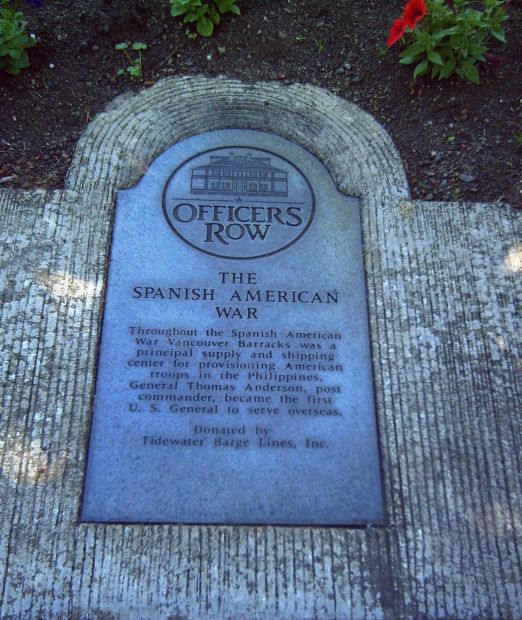 OFFICERS
ROW
THE
SPANISH AMERICAN
WAR
Throughout the Spanish American
War Vancouver Barracks was a
principal supply and shipping
center for provisioning American
troops in the Philippines.
General Thomas Anderson, post
commander, became the first
U. S. General to serve overseas.
Donated by
Tidewater Barge Lines, Inc.